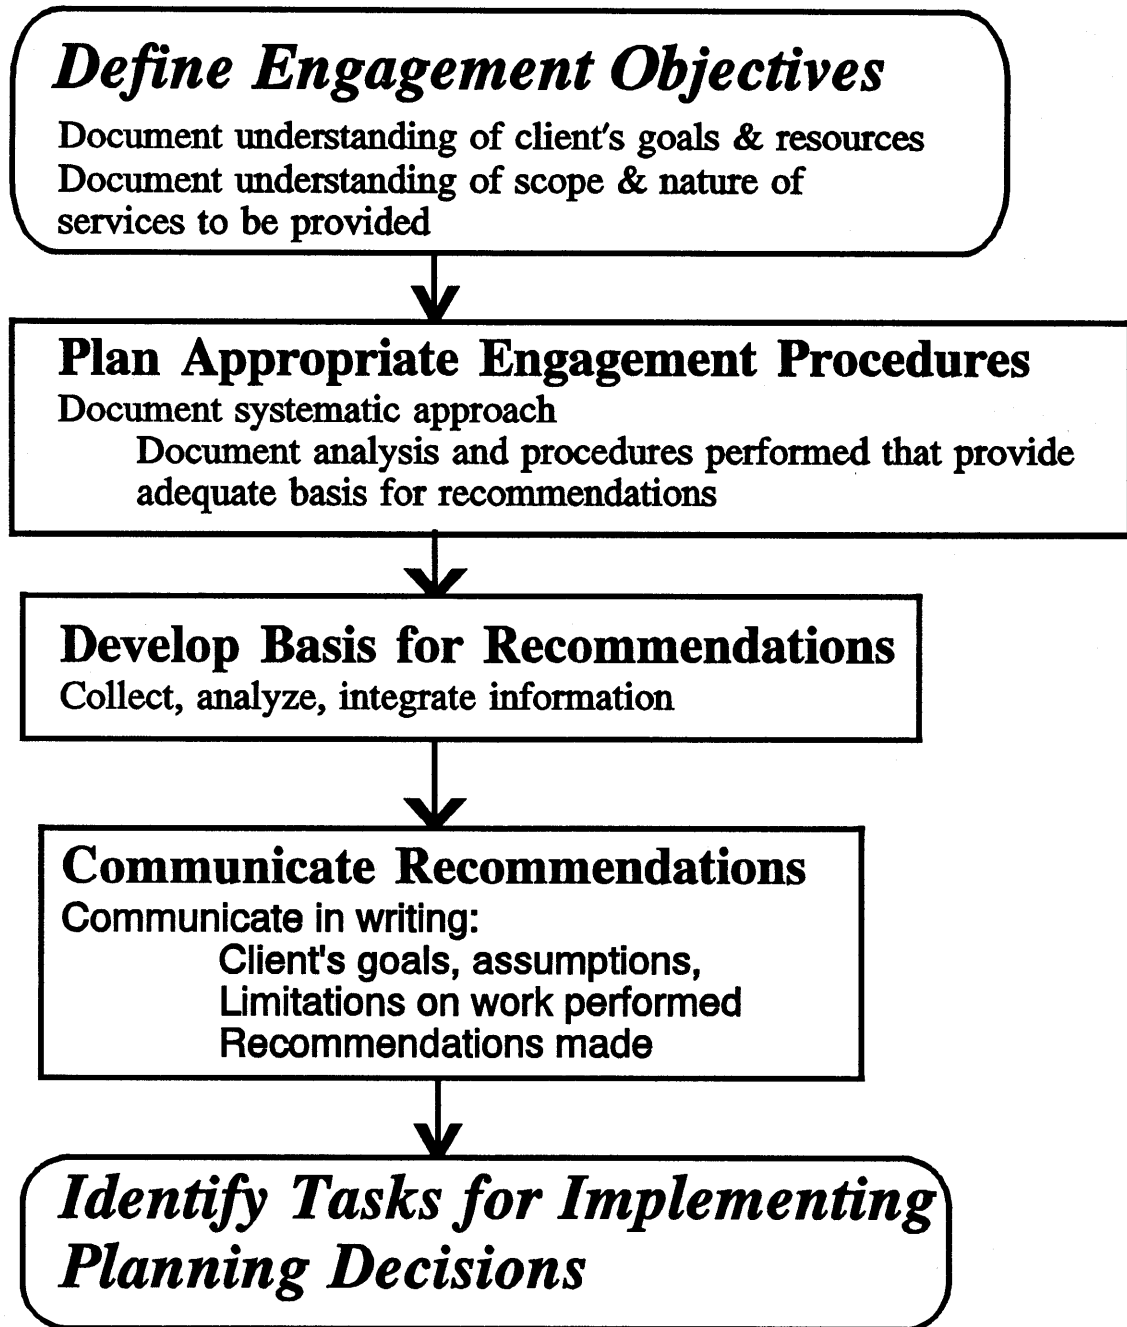 Define Engagement Objectives
Document understanding of client's goals & resources
Document understanding of scope & nature of
services to be provided
Plan Appropriate Engagement Procedures
Document systematic approach
Document analysis and procedures performed that provide
adequate basis for recommendations
Develop Basis for Recommendations
Collect, analyze, integrate information
Communicate Recommendations
Communicate in writing:
Client's goals, assumptions,
Limitations on work performed
Recommendations made
Identify Tasks for Implementing
Planning Decisions